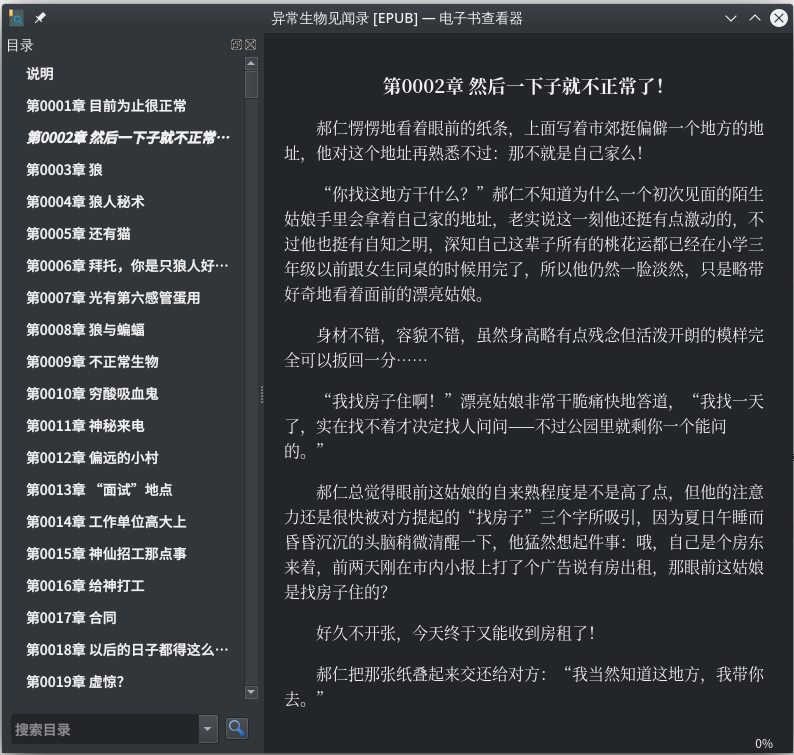 异常生物见闻录 [EPUB] — 电子书查看器
目录
说明
第0001章 目前为止很正常
第0002章 然后一下子就不正常…
第0003章 狼
第0004章 狼人秘术
第0005章 还有猫
第0006章 拜托，你是只狼人好…
第0007章 光有第六感管蛋用
第0008章 狼与蝙蝠
第0009章 不正常生物
第0010章 穷酸吸血鬼
第0011章 神秘来电
第0012章 偏远的小村
第0013章 “面试”地点
第0014章 工作单位高大上
第0015章 神仙招工那点事
第0016章 给神打工
第0017章 合同
第0018章 以后的日子都得这么…
第0019章 虚惊？
搜索目录
第0002章 然后一下子就不正常了！
郝仁愣愣地看着眼前的纸条，上面写着市郊挺偏僻一个地方的地
址，他对这个地址再熟悉不过：那不就是自己家么！
“你找这地方干什么？”郝仁不知道为什么一个初次见面的陌生
姑娘手里会拿着自己家的地址，老实说这一刻他还挺有点激动的，不
过他也挺有自知之明，深知自己这辈子所有的桃花运都已经在小学三
年级以前跟女生同桌的时候用完了，所以他仍然一脸淡然，只是略带
好奇地看着面前的漂亮姑娘。
身材不错，容貌不错，虽然身高略有点残念但活泼开朗的模样完
全可以扳回一分……
“我找房子住啊！”漂亮姑娘非常干脆痛快地答道，“我找一天
了，实在找不着才决定找人问问——不过公园里就剩你一个能问
的。”
郝仁总觉得眼前这姑娘的自来熟程度是不是高了点，但他的注意
力还是很快被对方提起的“找房子”三个字所吸引，因为夏日午睡而
昏昏沉沉的头脑稍微清醒一下，他猛然想起件事：哦，自己是个房东
来着，前两天刚在市内小报上打了个广告说有房出租，那眼前这姑娘
是找房子住的？
好久不开张，今天终于又能收到房租了！
郝仁把那张纸叠起来交还给对方：“我当然知道这地方，我带你
去。”
0%